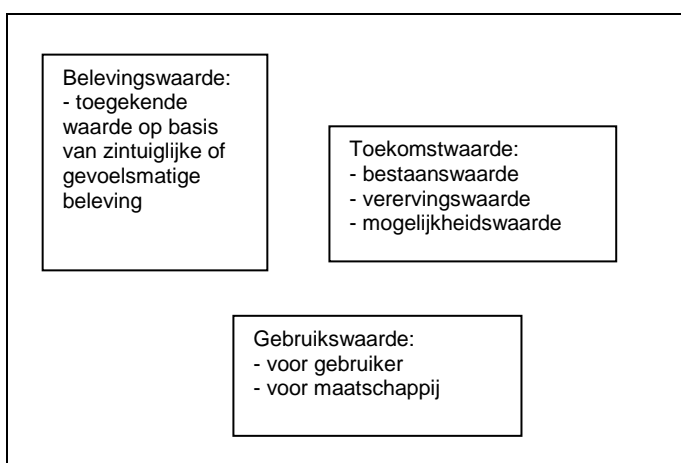 Belevingswaarde:
- toegekende
waarde op basis
van zintuiglijke of
gevoelsmatige
beleving
Toekomstwaarde:
- bestaanswaarde
- verervingswaarde
- mogelijkheidswaarde
Gebruikswaarde:
- voor gebruiker
- voor maatschappij